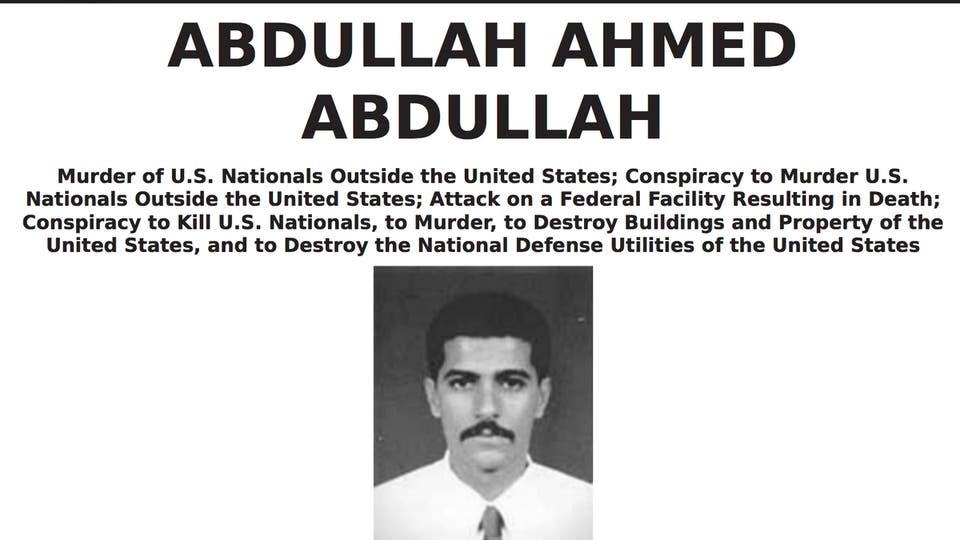 ABDULLAH AHMED
ABDULLAH
Murder of U.S. Nationals Outside the United States; Conspiracy to Murder U.S.
Nationals Outside the United States; Attack on a Federal Facility Resulting in Death;
Conspiracy to Kill U.S. Nationals, to Murder, to Destroy Buildings and Property of the
United States, and to Destroy the National Defense Utilities of the United States